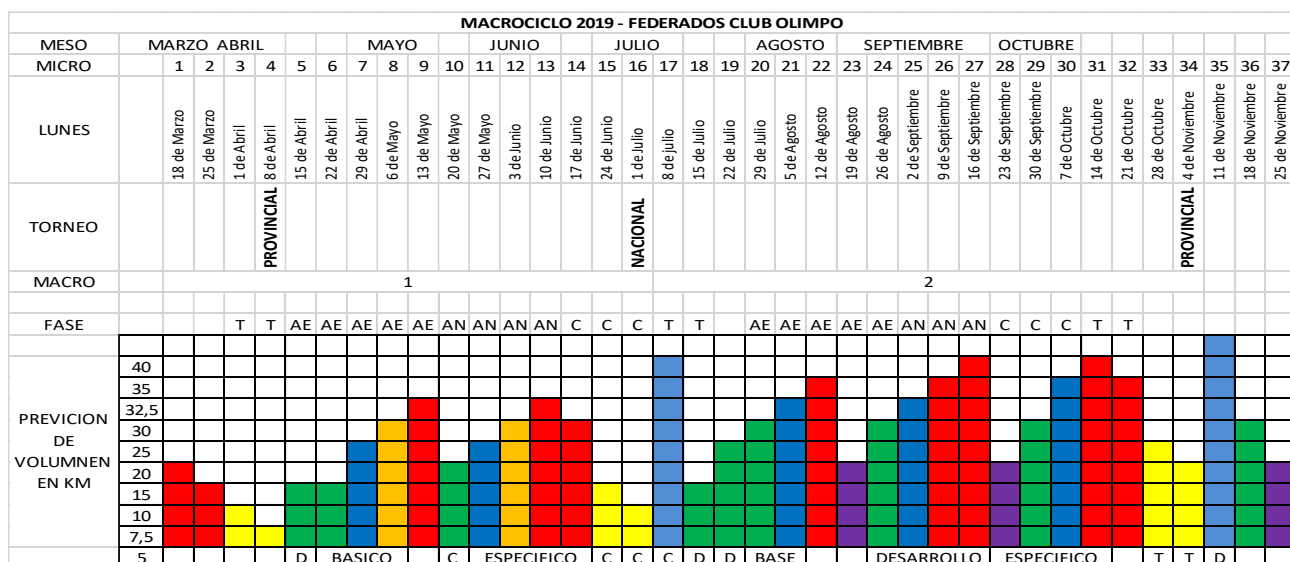 MACROCICLO 2019 - FEDERADOS CLUB OLIMPO
MESO MARZO ABRIL MAYO JUNIO JULIO AGOSTO SEPTIEMBRE OCTUBRE
MICRO 1 2 3 4 5 6 7 8 9 10 11 12 13 14 15 16 17 18 19 20 21 22 23 24 25 26 27 28 29 30 31 32 33 34 35 36 37
LUNES 18 de Marzo 25 de Marzo 1 de Abril 8 de Abril 15 de Abril 22 de Abril 29 de Abril 6 de Mayo 13 de Mayo 20 de Mayo 27 de Mayo 3 de Junio 10 de Junio 17 de Junio 24 de Junio 1 de Julio 8 de julio 15 de Julio 22 de Julio 29 de Julio 5 de Agosto 12 de Agosto 19 de Agosto 26 de Agosto 2 de Septiembre 9 de Septiembre 16 de Septiembre 23 de Septiembre 30 de Septiembre 7 de Octubre 14 de Octubre 21 de Octubre 28 de Octubre 4 de Noviembre 11 de Noviembre 18 de Noviembre 25 de Noviembre
TORNEO PROVINCIAL NACIONAL PROVINCIAL
MACRO 1 2
FASE T T AE AE AE AE AE AN AN AN AN C C C T T AE AE AE AE AE AN AN AN C C C T T
40
35
32,5
PREVICION 30
DE 25
VOLUMNEN 20
EN KM 15
10
7,5
5 D BASICO C ESPECIFICO C C C D D BASE DESARROLLO ESPECIFICO T T D